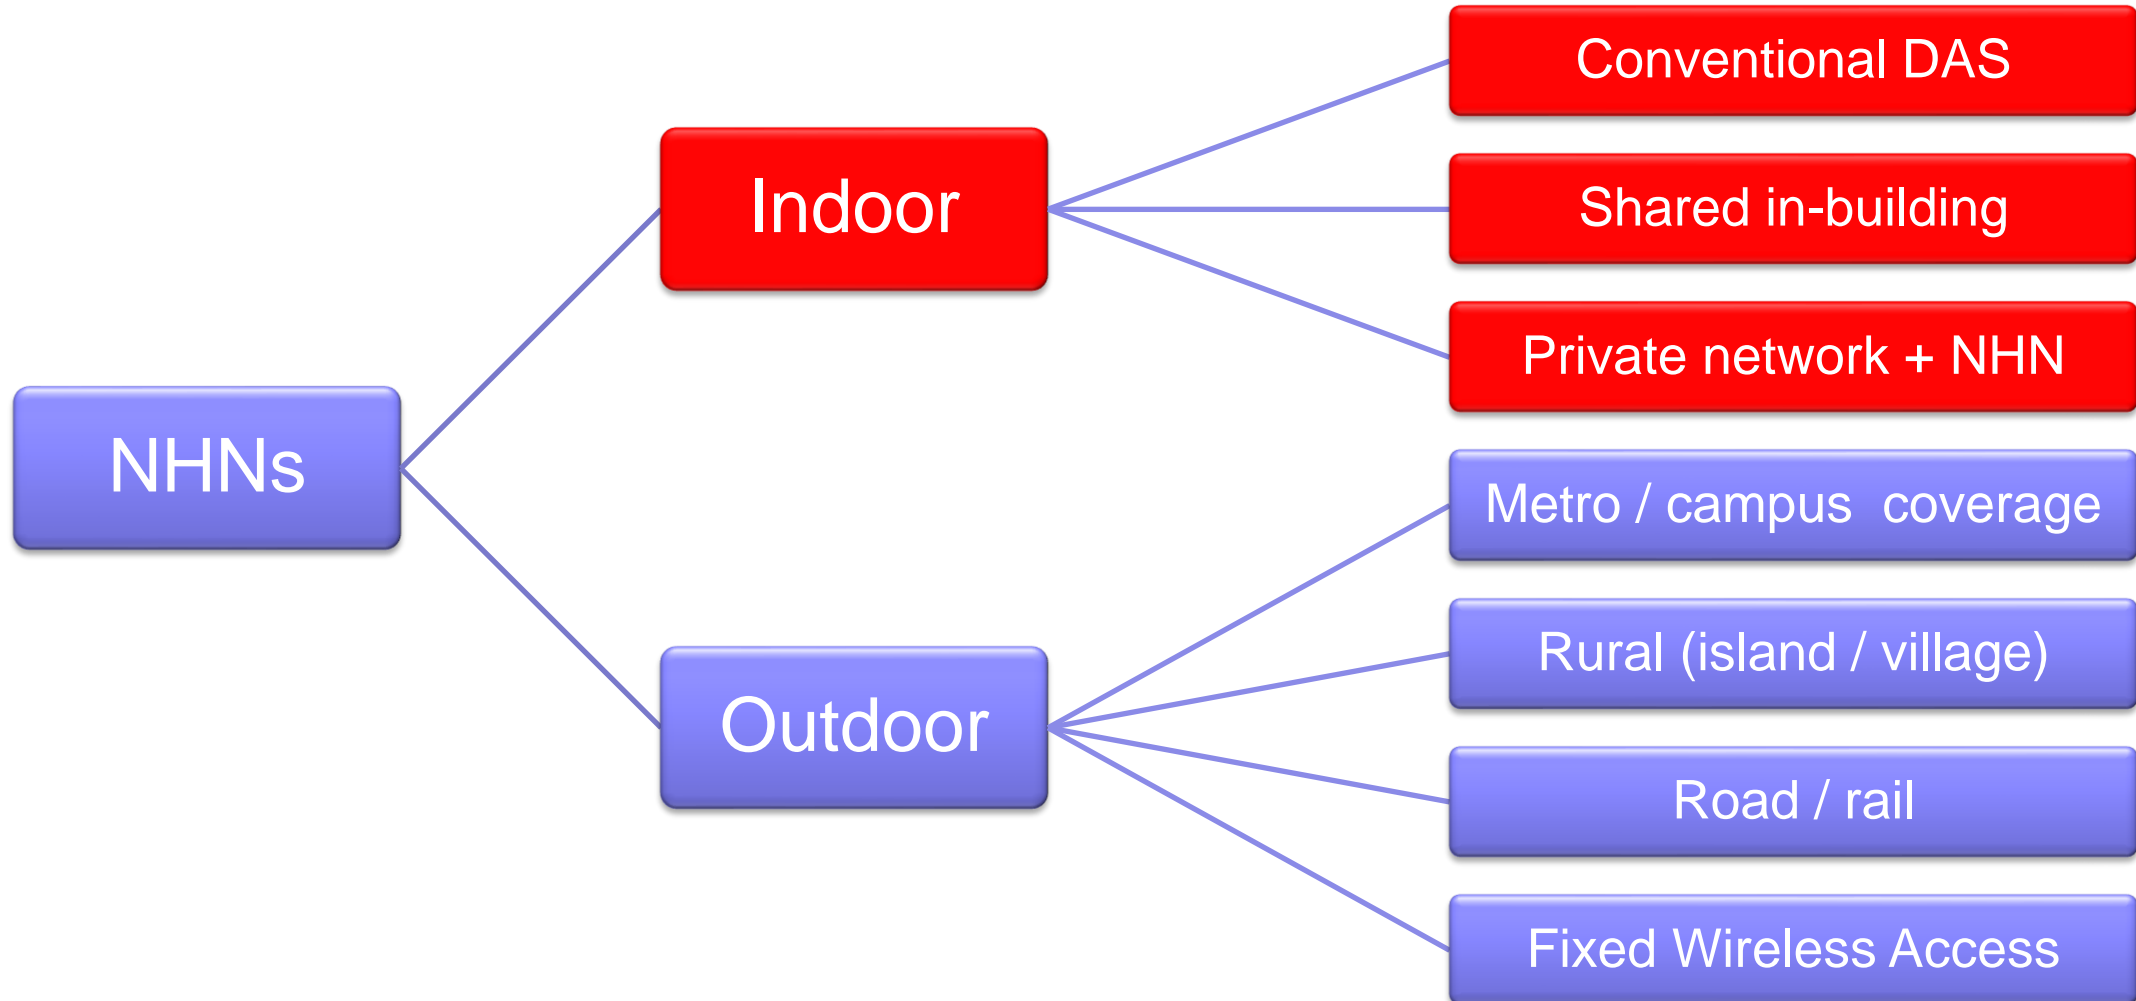 NHNs
Indoor
Conventional DAS
Shared in-building
Private network + NHN
Outdoor
Metro / campus  coverage
Rural (island / village)
Road / rail
Fixed Wireless Access